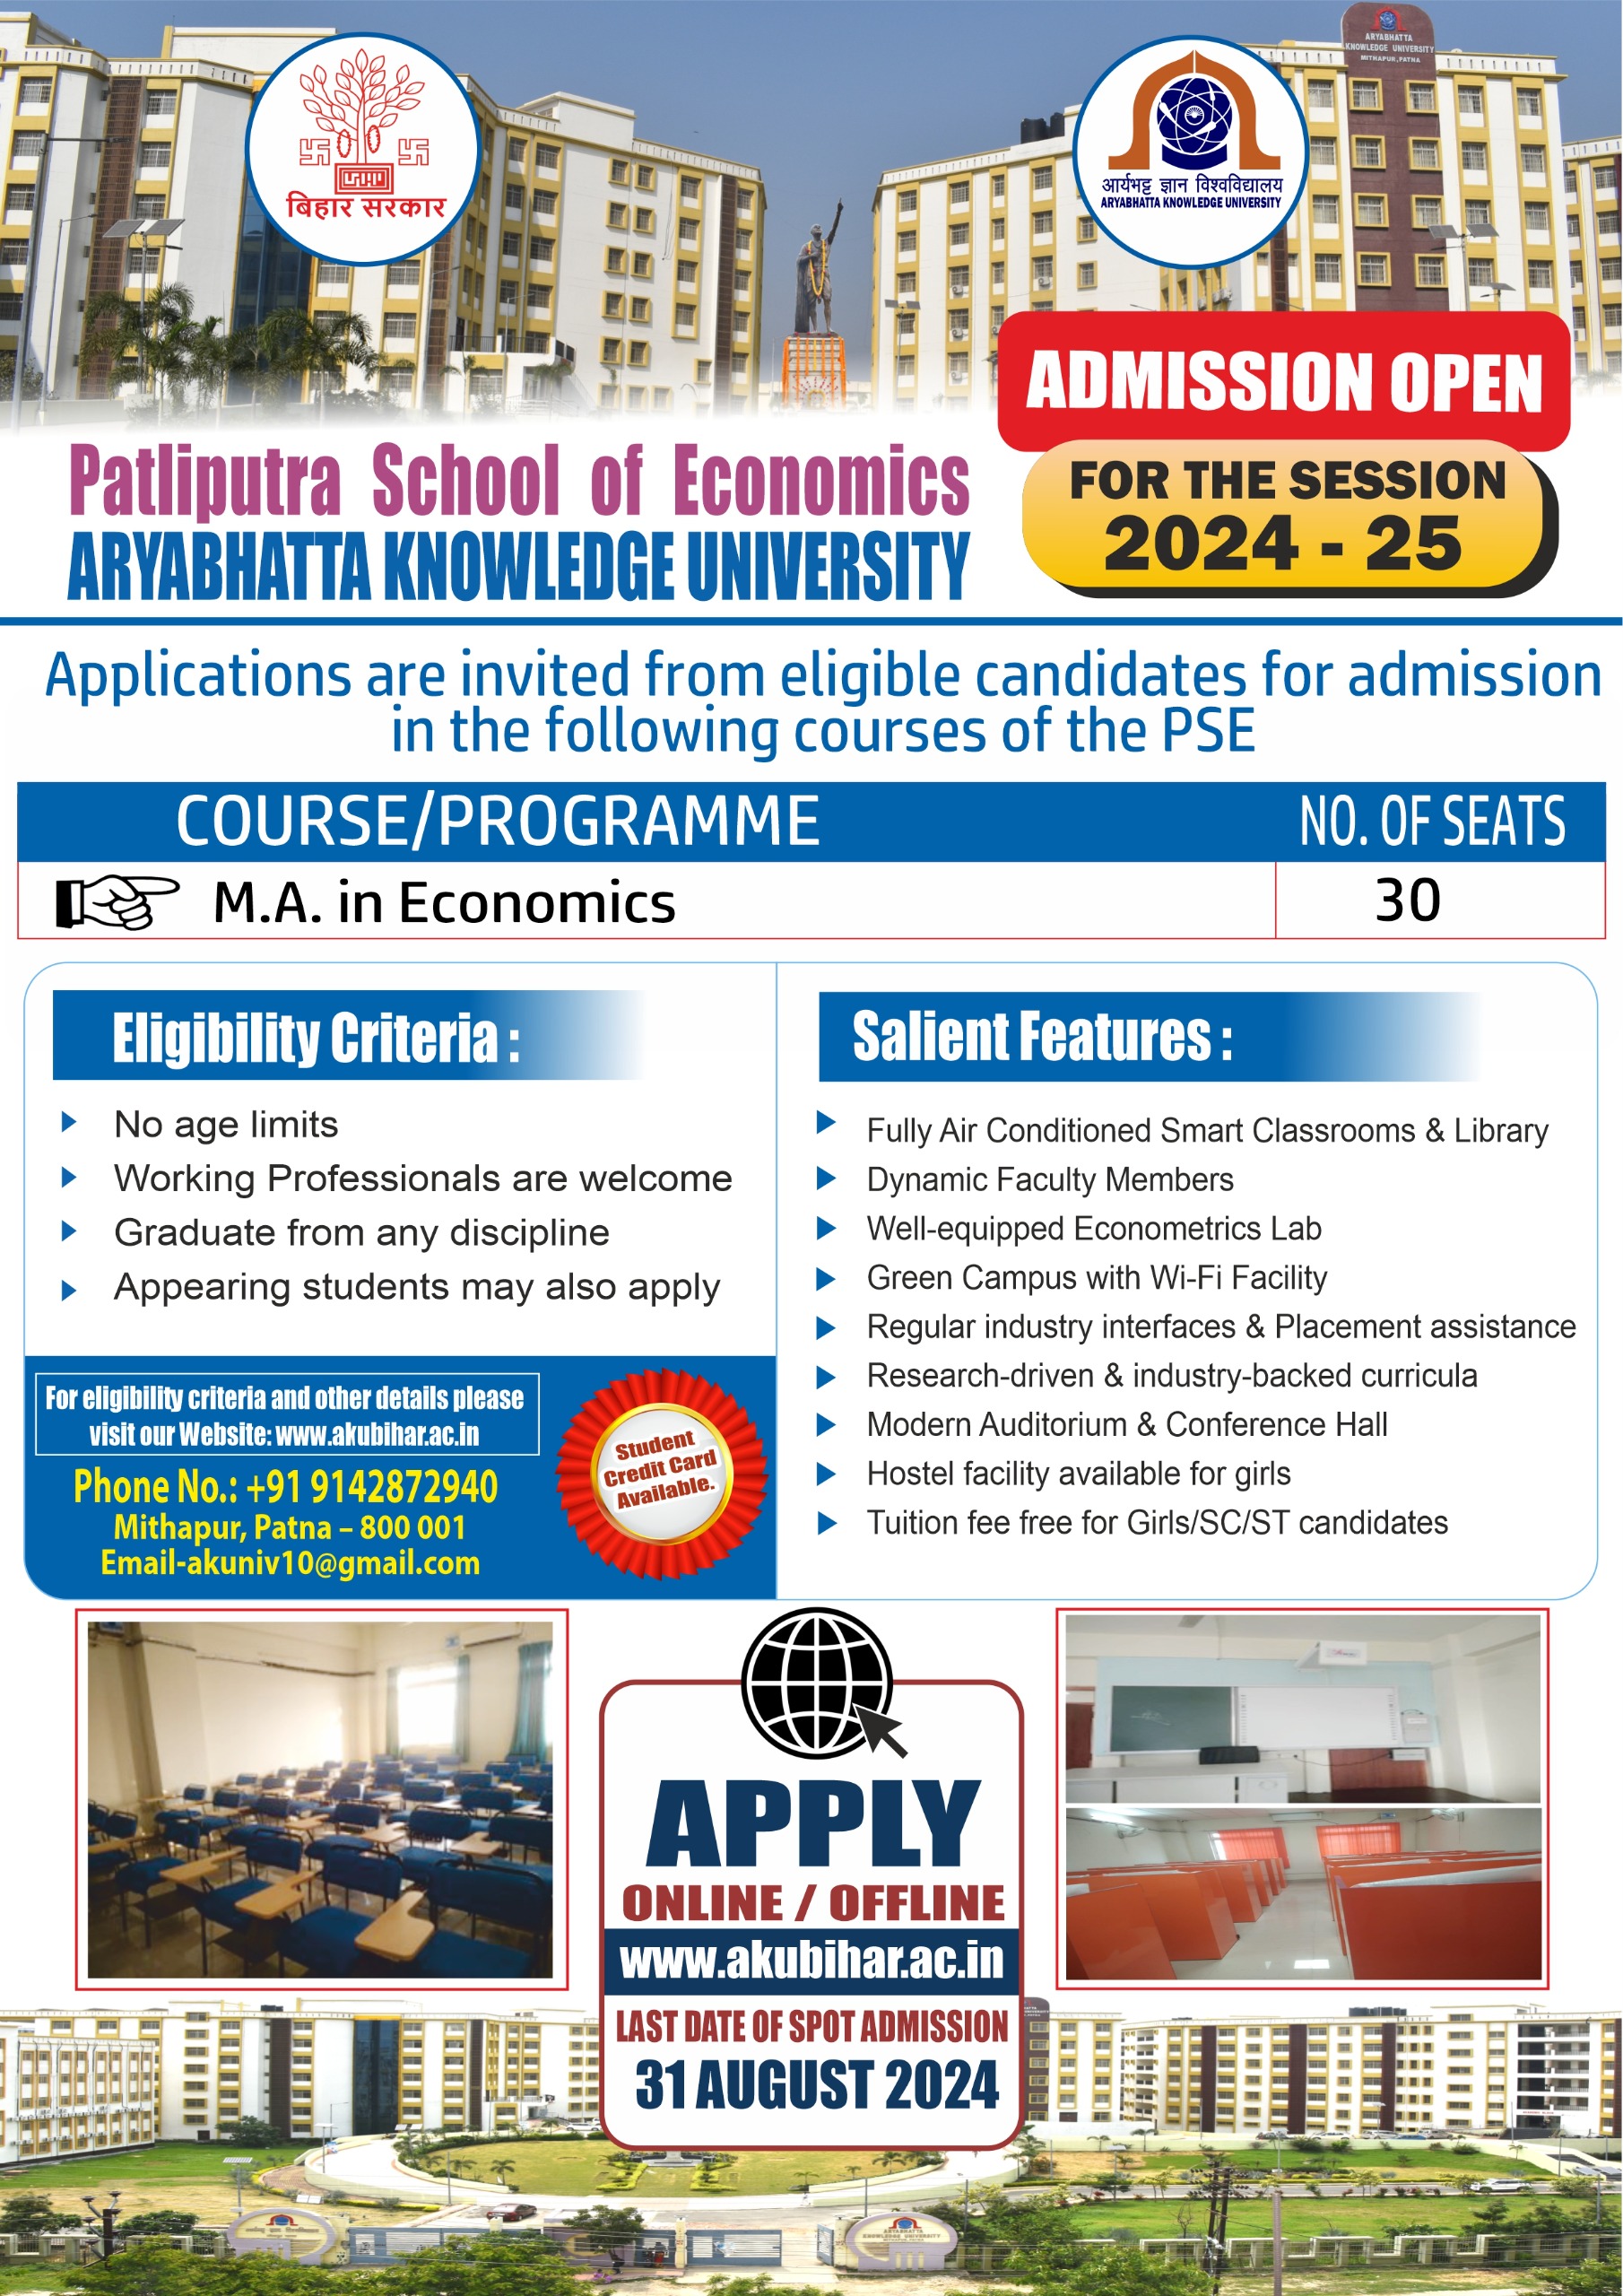 ARYABHATTA
KNOWLEDGE UNIVERSITY
MITHAPUR, PATNA
बिहार सरकार
आर्यभट्ट ज्ञान विश्वविद्यालय
ARYABHATTA KNOWLEDGE UNIVERSITY
ADMISSION OPEN
FOR THE SESSION
2024 - 25
Patliputra School of Economics
ARYABHATTA KNOWLEDGE UNIVERSITY
Applications are invited from eligible candidates for admission
in the following courses of the PSE
COURSE/PROGRAMME NO. OF SEATS
M.A. in Economics 30
Eligibility Criteria :
No age limits
Working Professionals are welcome
Graduate from any discipline
Appearing students may also apply
For eligibility criteria and other details please
visit our Website: www.akubihar.ac.in
Phone No.: +91 9142872940
Mithapur, Patna – 800 001
Email-akuniv10@gmail.com
Student
Credit Card
Available.
Salient Features :
Fully Air Conditioned Smart Classrooms & Library
Dynamic Faculty Members
Well-equipped Econometrics Lab
Green Campus with Wi-Fi Facility
Regular industry interfaces & Placement assistance
Research-driven & industry-backed curricula
Modern Auditorium & Conference Hall
Hostel facility available for girls
Tuition fee free for Girls/SC/ST candidates
APPLY
ONLINE / OFFLINE
www.akubihar.ac.in
LAST DATE OF SPOT ADMISSION
31 AUGUST 2024
ARYABHATTA
KNOWLEDGE UNIVERSITY